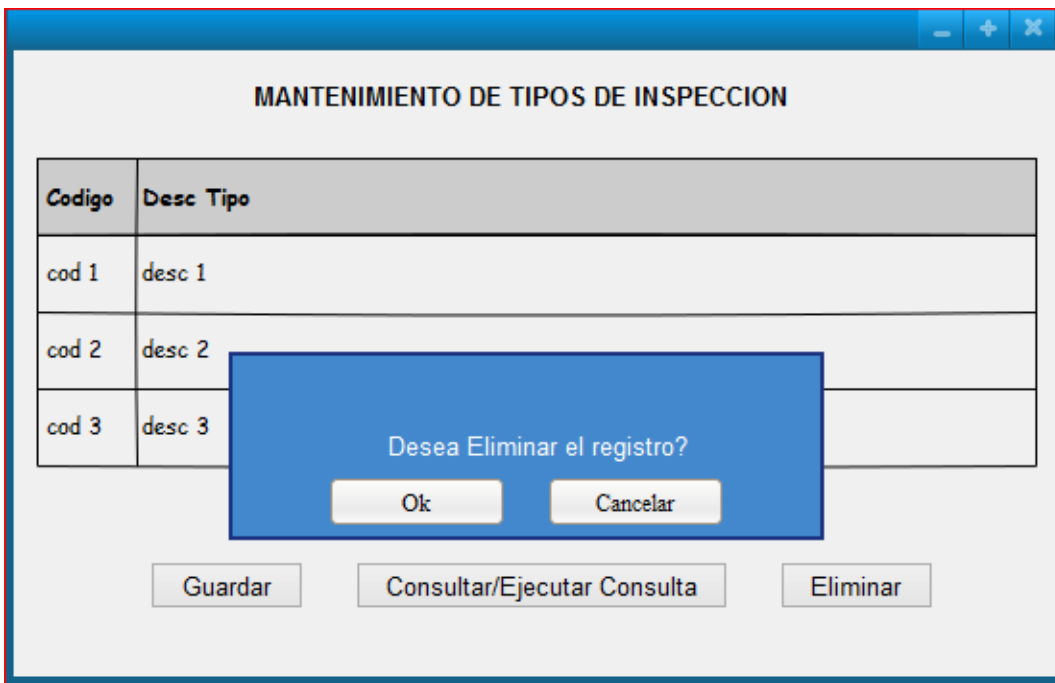 MANTENIMIENTO DE TIPOS DE INSPECCION
Codigo Desc Tipo
cod 1 desc 1
cod 2 desc 2
cod 3 desc 3
Desea Eliminar el registro?
Ok Cancelar
Guardar Consultar/Ejecutar Consulta Eliminar